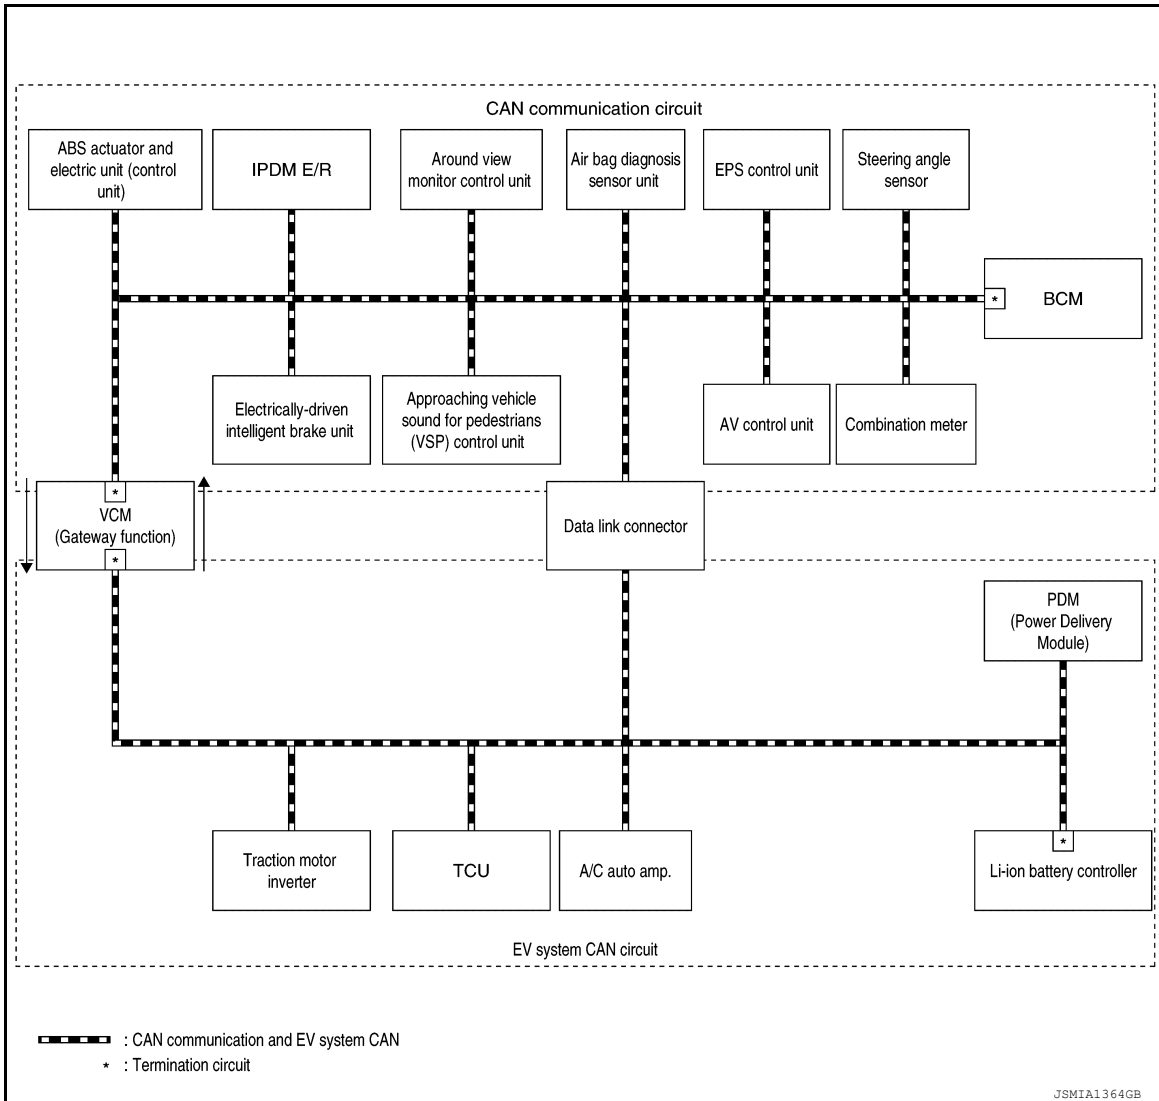 CAN communication circuit
ABS actuator and
electric unit (control
unit)
IPDM E/R
Around view
monitor control unit
Air bag diagnosis
sensor unit
EPS control unit
Steering angle
sensor
*
BCM
Electrically-driven
intelligent brake unit
Approaching vehicle
sound for pedestrians
(VSP) control unit
AV control unit
Combination meter
*
VCM
(Gateway function)
*
Data link connector
PDM
(Power Delivery
Module)
Traction motor
inverter
TCU
A/C auto amp.
*
Li-ion battery controller
EV system CAN circuit
: CAN communication and EV system CAN
* : Termination circuit
JSMIA1364GB